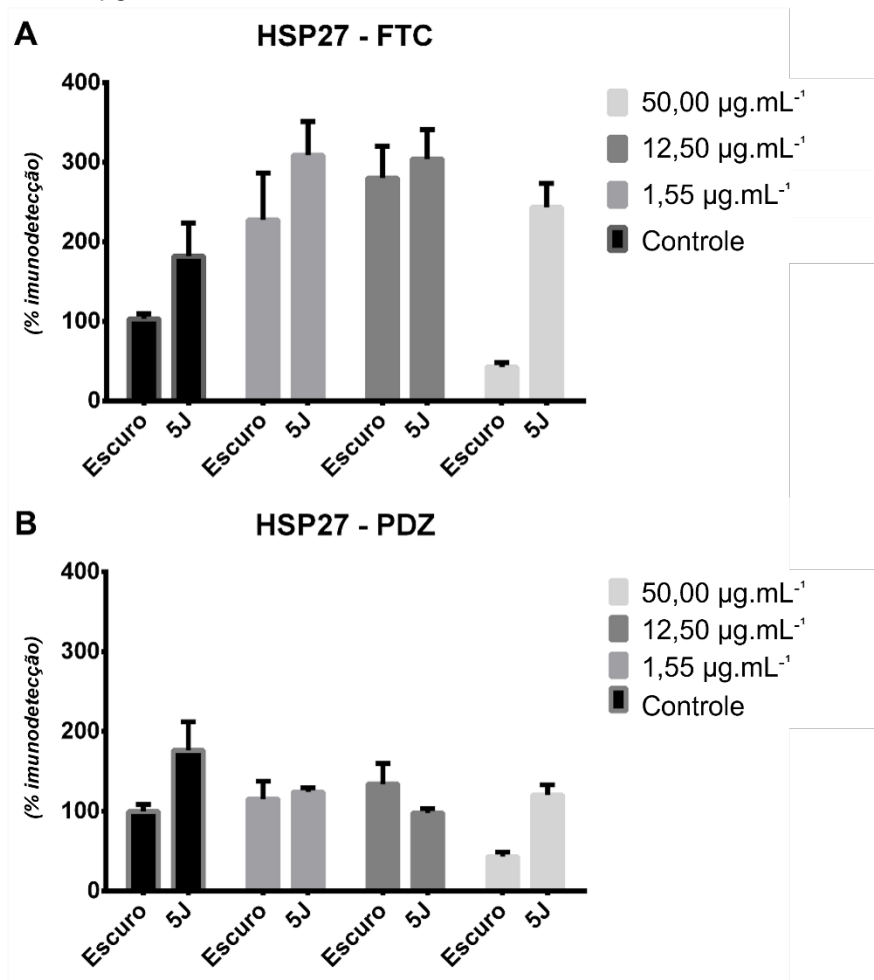 A
HSP27 - FTC
(% imunodetecção)
400
300
200
100
0
Escuro 5J Escuro 5J Escuro 5J Escuro 5J
50,00 µg.mL⁻¹
12,50 µg.mL⁻¹
1,55 µg.mL⁻¹
Controle
B
HSP27 - PDZ
(% imunodetecção)
400
300
200
100
0
Escuro 5J Escuro 5J Escuro 5J Escuro 5J
50,00 µg.mL⁻¹
12,50 µg.mL⁻¹
1,55 µg.mL⁻¹
Controle